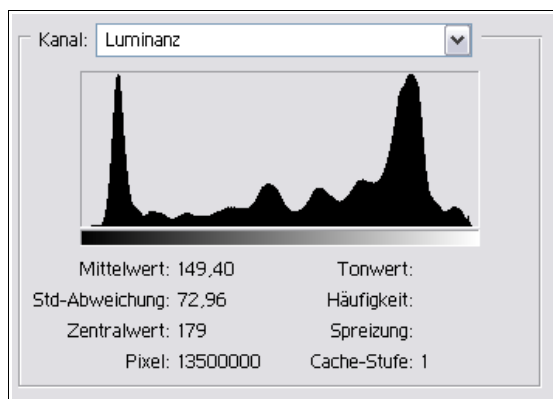 Kanal: Luminanz
Mittelwert: 149,40 Tonwert:
Std-Abweichung: 72,96 Häufigkeit:
Zentralwert: 179 Spreizung:
Pixel: 13500000 Cache-Stufe: 1